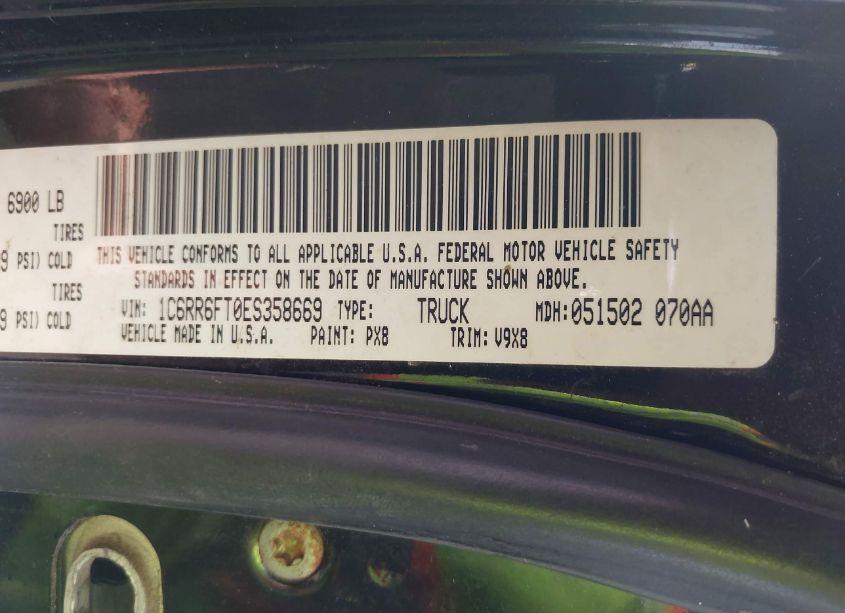 6900 LB
TIRES
9 PSI) COLD
TIRES
9 PSI) COLD
THIS VEHICLE CONFORMS TO ALL APPLICABLE U.S.A. FEDERAL MOTOR VEHICLE SAFETY
STANDARDS IN EFFECT ON THE DATE OF MANUFACTURE SHOWN ABOVE.
VIN: 1C6RR6FT0ES358669 TYPE: TRUCK MDH:051502 070AA
VEHICLE MADE IN U.S.A. PAINT: PX8 TRIM: V9X8